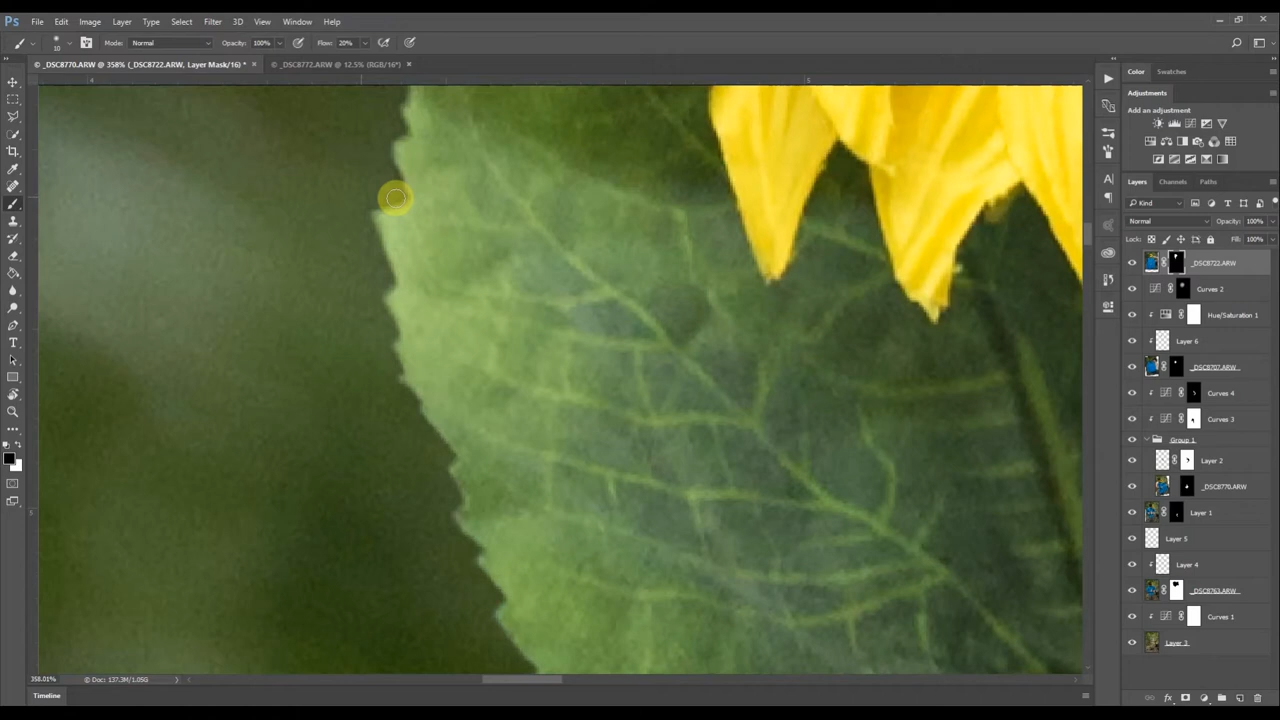 Ps File Edit Image Layer Type Select Filter 3D View Window Help
10 Mode: Normal Opacity: 100% Flow: 20%
© _DSC8770.ARW @ 358% (_DSC8722.ARW, Layer Mask/16) * × © _DSC8772.ARW @ 12.5% (RGB/16*) ×
4 5
Color Swatches
Adjustments
Add an adjustment
Layers Channels Paths
Kind
Normal Opacity: 100%
Lock: Fill: 100%
_DSC8722.ARW
Curves 2
Hue/Saturation 1
Layer 6
_DSC8707.ARW
Curves 4
Curves 3
Group 1
Layer 2
_DSC8770.ARW
Layer 1
Layer 5
Layer 4
_DSC8763.ARW
Curves 1
Layer 3
358.01% © Doc: 137.3M/1.05G
Timeline